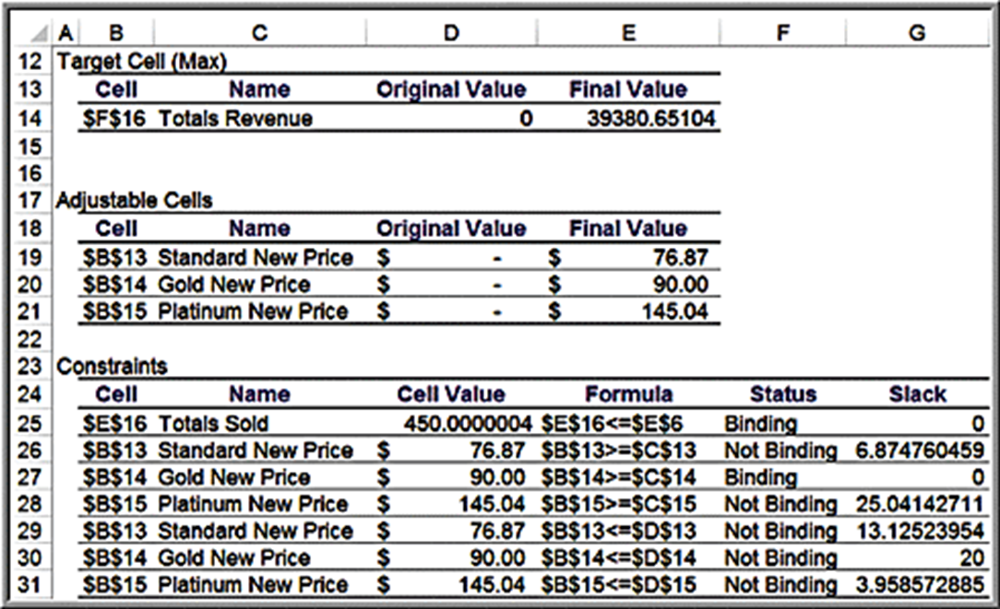 A B C D E F G
12 Target Cell (Max)
13 Cell Name Original Value Final Value
14 $F$16 Totals Revenue 0 39380.65104
15
16
17 Adjustable Cells
18 Cell Name Original Value Final Value
19 $B$13 Standard New Price $ - $ 76.87
20 $B$14 Gold New Price $ - $ 90.00
21 $B$15 Platinum New Price $ - $ 145.04
22
23 Constraints
24 Cell Name Cell Value Formula Status Slack
25 $E$16 Totals Sold 450.0000004 $E$16<=$E$6 Binding 0
26 $B$13 Standard New Price $ 76.87 $B$13>=$C$13 Not Binding 6.874760459
27 $B$14 Gold New Price $ 90.00 $B$14>=$C$14 Binding 0
28 $B$15 Platinum New Price $ 145.04 $B$15>=$C$15 Not Binding 25.04142711
29 $B$13 Standard New Price $ 76.87 $B$13<=$D$13 Not Binding 13.12523954
30 $B$14 Gold New Price $ 90.00 $B$14<=$D$14 Not Binding 20
31 $B$15 Platinum New Price $ 145.04 $B$15<=$D$15 Not Binding 3.958572885